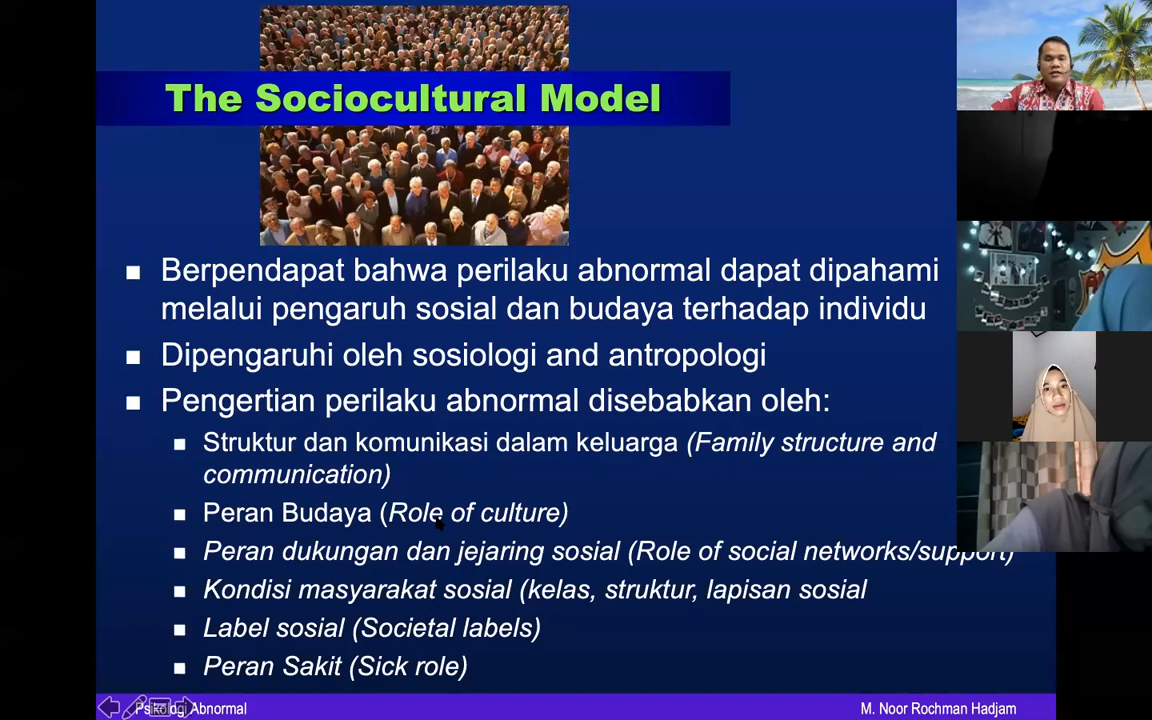 The Sociocultural Model
Berpendapat bahwa perilaku abnormal dapat dipahami
melalui pengaruh sosial dan budaya terhadap individu
Dipengaruhi oleh sosiologi and antropologi
Pengertian perilaku abnormal disebabkan oleh:
Struktur dan komunikasi dalam keluarga (Family structure and
communication)
Peran Budaya (Role of culture)
Peran dukungan dan jejaring sosial (Role of social networks/support)
Kondisi masyarakat sosial (kelas, struktur, lapisan sosial
Label sosial (Societal labels)
Peran Sakit (Sick role)
Psikologi Abnormal
M. Noor Rochman Hadjam